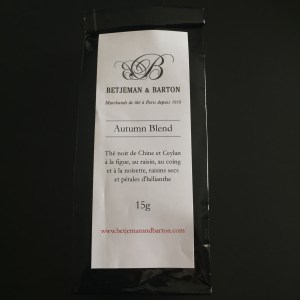 B
BETJEMAN & BARTON
Marchands de thé à Paris depuis 1919
Autumn Blend
Thé noir de Chine et Ceylan
à la figue, au raisin, au coing
et à la noisette, raisins secs
et pétales d'hélianthe
15g
www.betjemanandbarton.com